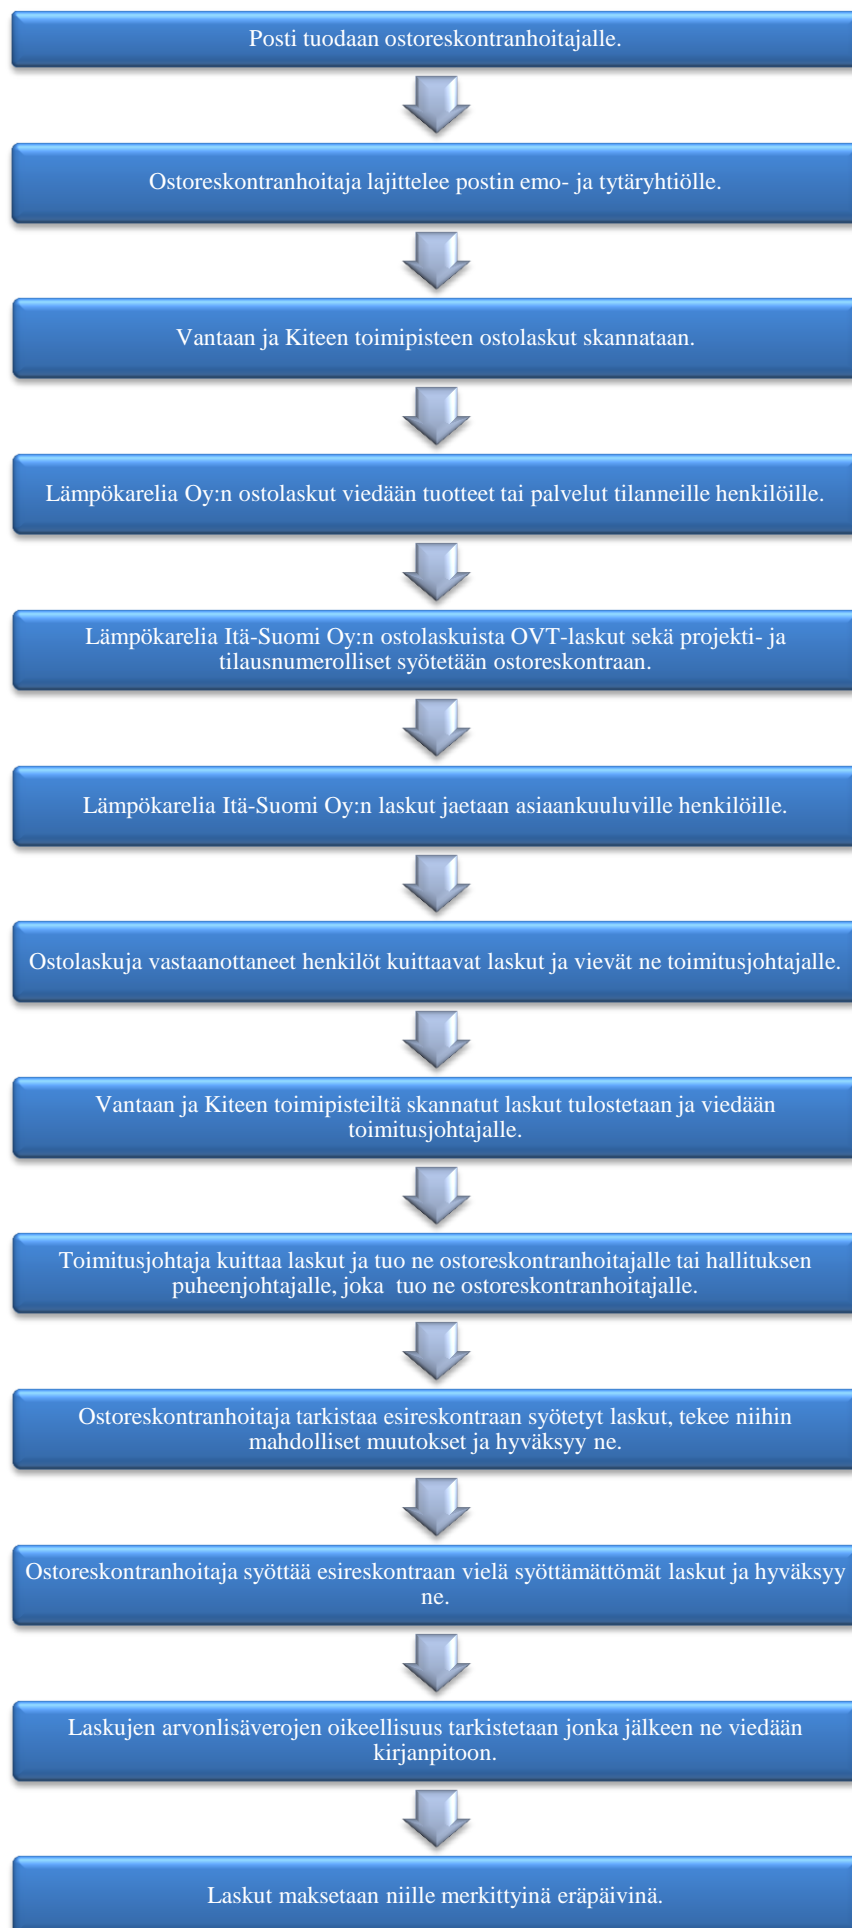 Posti tuodaan ostoreskontranhoitajalle.
Ostoreskontranhoitaja lajittelee postin emo- ja tytäryhtiölle.
Vantaan ja Kiteen toimipisteen ostolaskut skannataan.
Lämpökarelia Oy:n ostolaskut viedään tuotteet tai palvelut tilanneille henkilöille.
Lämpökarelia Itä-Suomi Oy:n ostolaskuista OVT-laskut sekä projekti- ja
tilausnumerolliset syötetään ostoreskontraan.
Lämpökarelia Itä-Suomi Oy:n laskut jaetaan asiaankuuluville henkilöille.
Ostolaskuja vastaanottaneet henkilöt kuittaavat laskut ja vievät ne toimitusjohtajalle.
Vantaan ja Kiteen toimipisteiltä skannatut laskut tulostetaan ja viedään
toimitusjohtajalle.
Toimitusjohtaja kuittaa laskut ja tuo ne ostoreskontranhoitajalle tai hallituksen
puheenjohtajalle, joka tuo ne ostoreskontranhoitajalle.
Ostoreskontranhoitaja tarkistaa esireskontraan syötetyt laskut, tekee niihin
mahdolliset muutokset ja hyväksyy ne.
Ostoreskontranhoitaja syöttää esireskontraan vielä syöttämättömät laskut ja hyväksyy
ne.
Laskujen arvonlisäverojen oikeellisuus tarkistetaan jonka jälkeen ne viedään
kirjanpitoon.
Laskut maksetaan niille merkittyinä eräpäivinä.